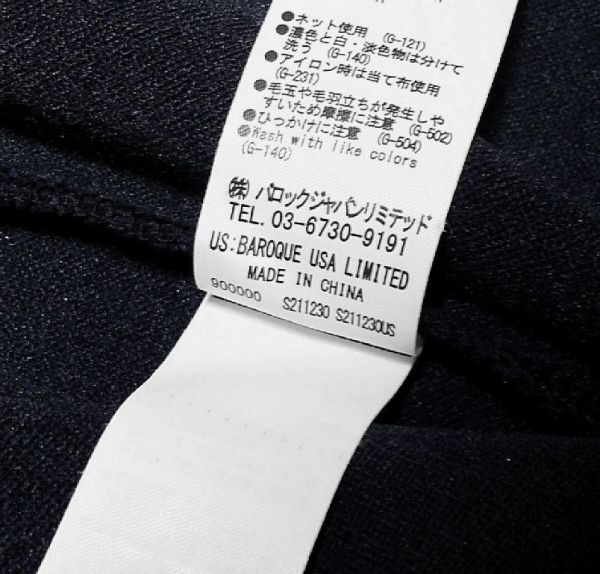 ●ネット使用 (G-121)
●濃色と白・淡色物は分けて
洗う (G-140)
●アイロン時は当て布使用
(G-231)
●毛玉や毛羽立ちが発生しや
すいため摩擦に注意 (G-502)
●ひっかけに注意 (G-504)
●Wash with like colors
(G-140)
㈱ バロックジャパンリミテッド
TEL. 03-6730-9191
US:BAROQUE USA LIMITED
MADE IN CHINA
900000 S211230 S211230US